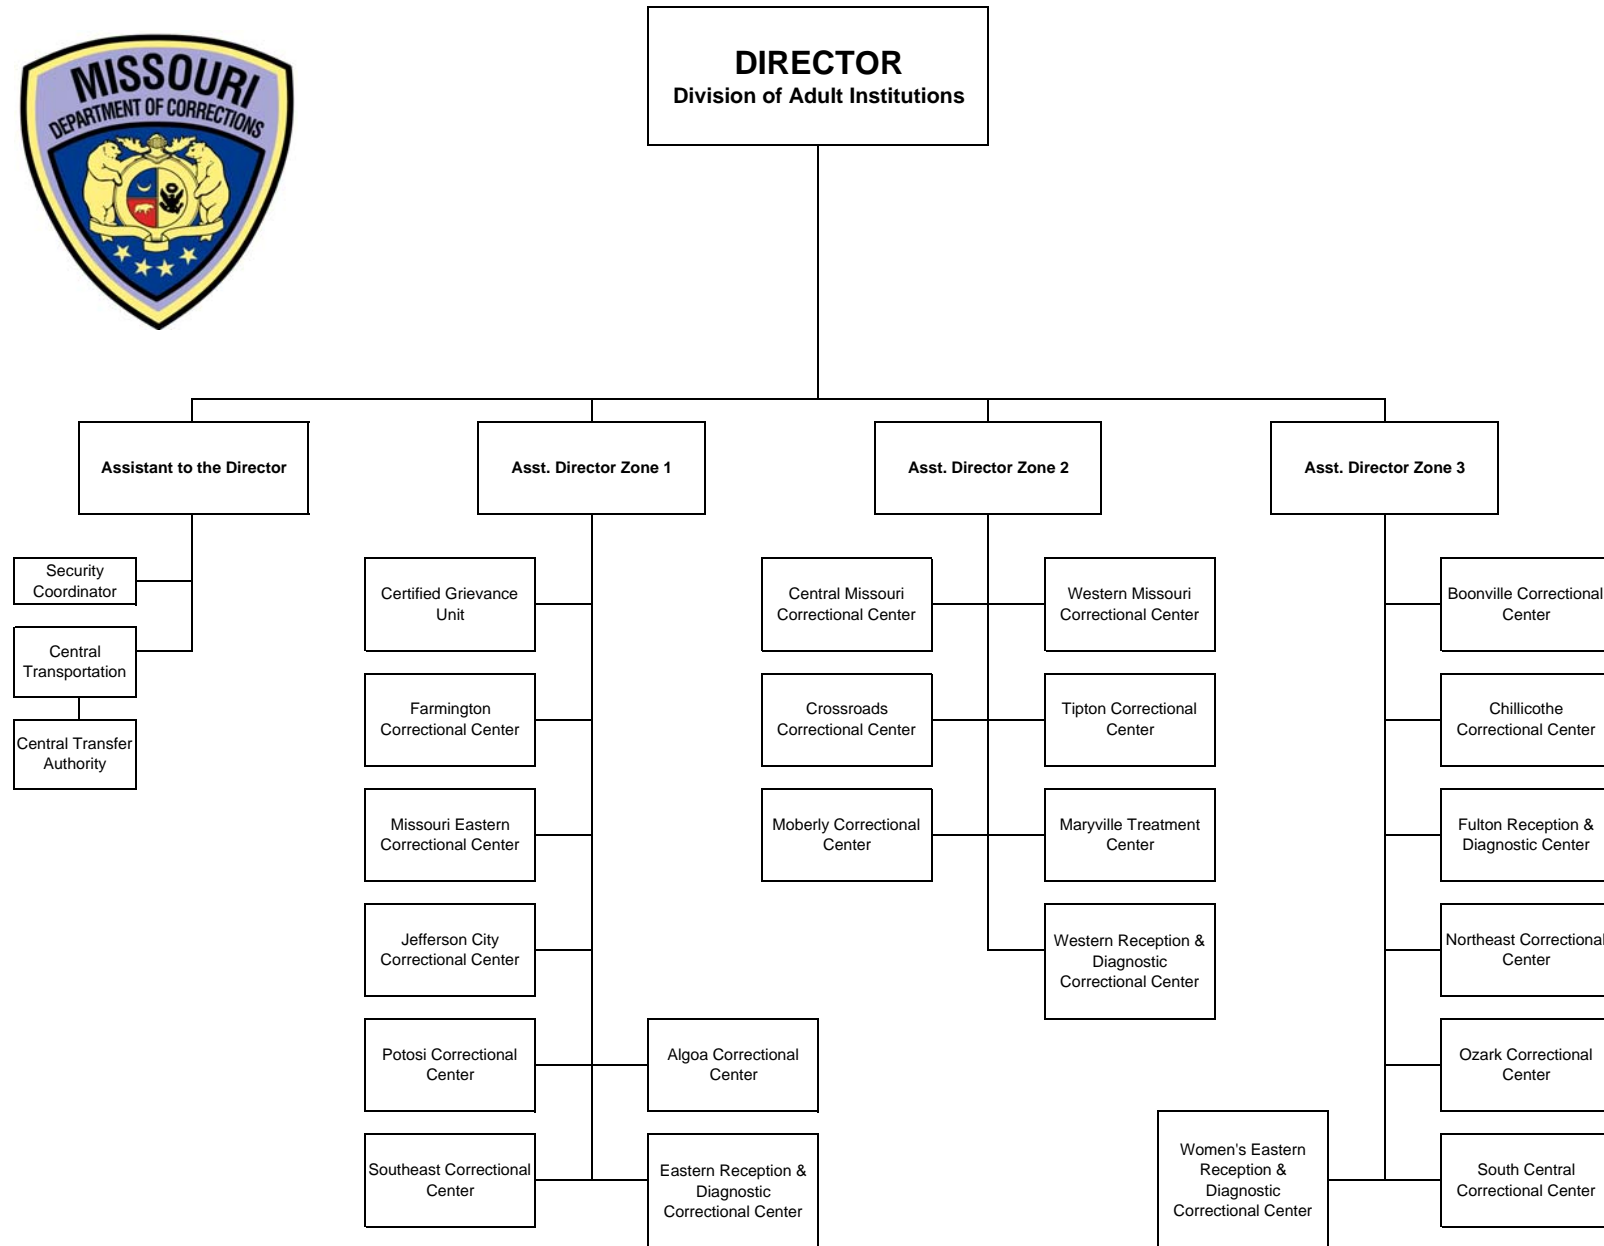 MISSOURI
DEPARTMENT OF CORRECTIONS
DIRECTOR
Division of Adult Institutions
Assistant to the Director
Asst. Director Zone 1
Asst. Director Zone 2
Asst. Director Zone 3
Security
Coordinator
Central
Transportation
Central Transfer
Authority
Certified Grievance
Unit
Farmington
Correctional Center
Missouri Eastern
Correctional Center
Jefferson City
Correctional Center
Potosi Correctional
Center
Southeast Correctional
Center
Algoa Correctional
Center
Eastern Reception &
Diagnostic
Correctional Center
Central Missouri
Correctional Center
Crossroads
Correctional Center
Moberly Correctional
Center
Western Missouri
Correctional Center
Tipton Correctional
Center
Maryville Treatment
Center
Western Reception &
Diagnostic
Correctional Center
Boonville Correctional
Center
Chillicothe
Correctional Center
Fulton Reception &
Diagnostic Center
Northeast Correctional
Center
Ozark Correctional
Center
Women's Eastern
Reception &
Diagnostic
Correctional Center
South Central
Correctional Center